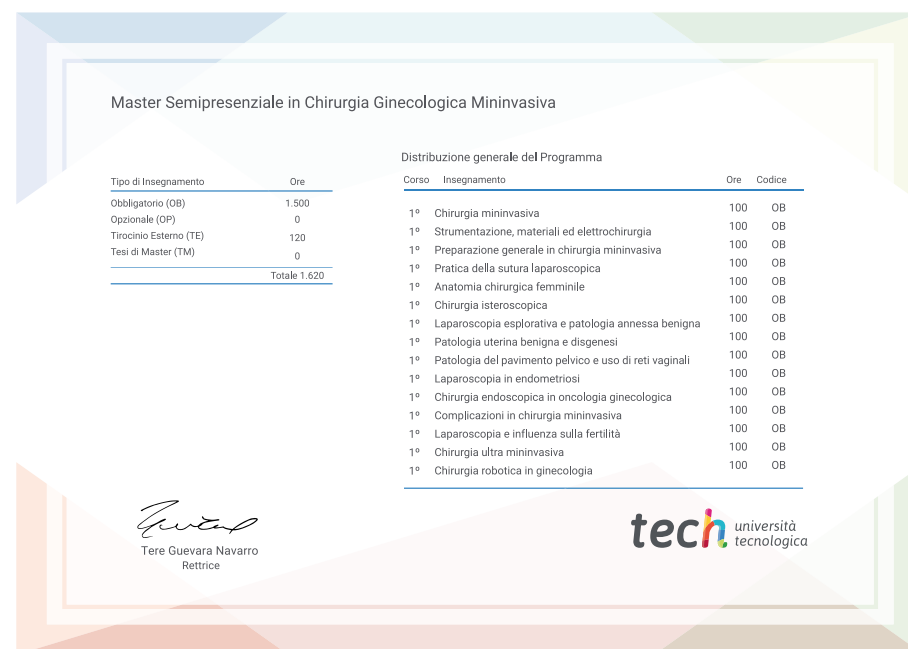 Master Semipresenziale in Chirurgia Ginecologica Mininvasiva
Tipo di Insegnamento Ore
Obbligatorio (OB) 1.500
Opzionale (OP) 0
Tirocinio Esterno (TE) 120
Tesi di Master (TM) 0
Totale 1.620
Distribuzione generale del Programma
Corso Insegnamento Ore Codice
1º Chirurgia mininvasiva 100 OB
1º Strumentazione, materiali ed elettrochirurgia 100 OB
1º Preparazione generale in chirurgia mininvasiva 100 OB
1º Pratica della sutura laparoscopica 100 OB
1º Anatomia chirurgica femminile 100 OB
1º Chirurgia isteroscopica 100 OB
1º Laparoscopia esplorativa e patologia annessa benigna 100 OB
1º Patologia uterina benigna e disgenesi 100 OB
1º Patologia del pavimento pelvico e uso di reti vaginali 100 OB
1º Laparoscopia in endometriosi 100 OB
1º Chirurgia endoscopica in oncologia ginecologica 100 OB
1º Complicazioni in chirurgia mininvasiva 100 OB
1º Laparoscopia e influenza sulla fertilità 100 OB
1º Chirurgia ultra mininvasiva 100 OB
1º Chirurgia robotica in ginecologia 100 OB
Tere Guevara Navarro
Rettrice
tech università
tecnologica